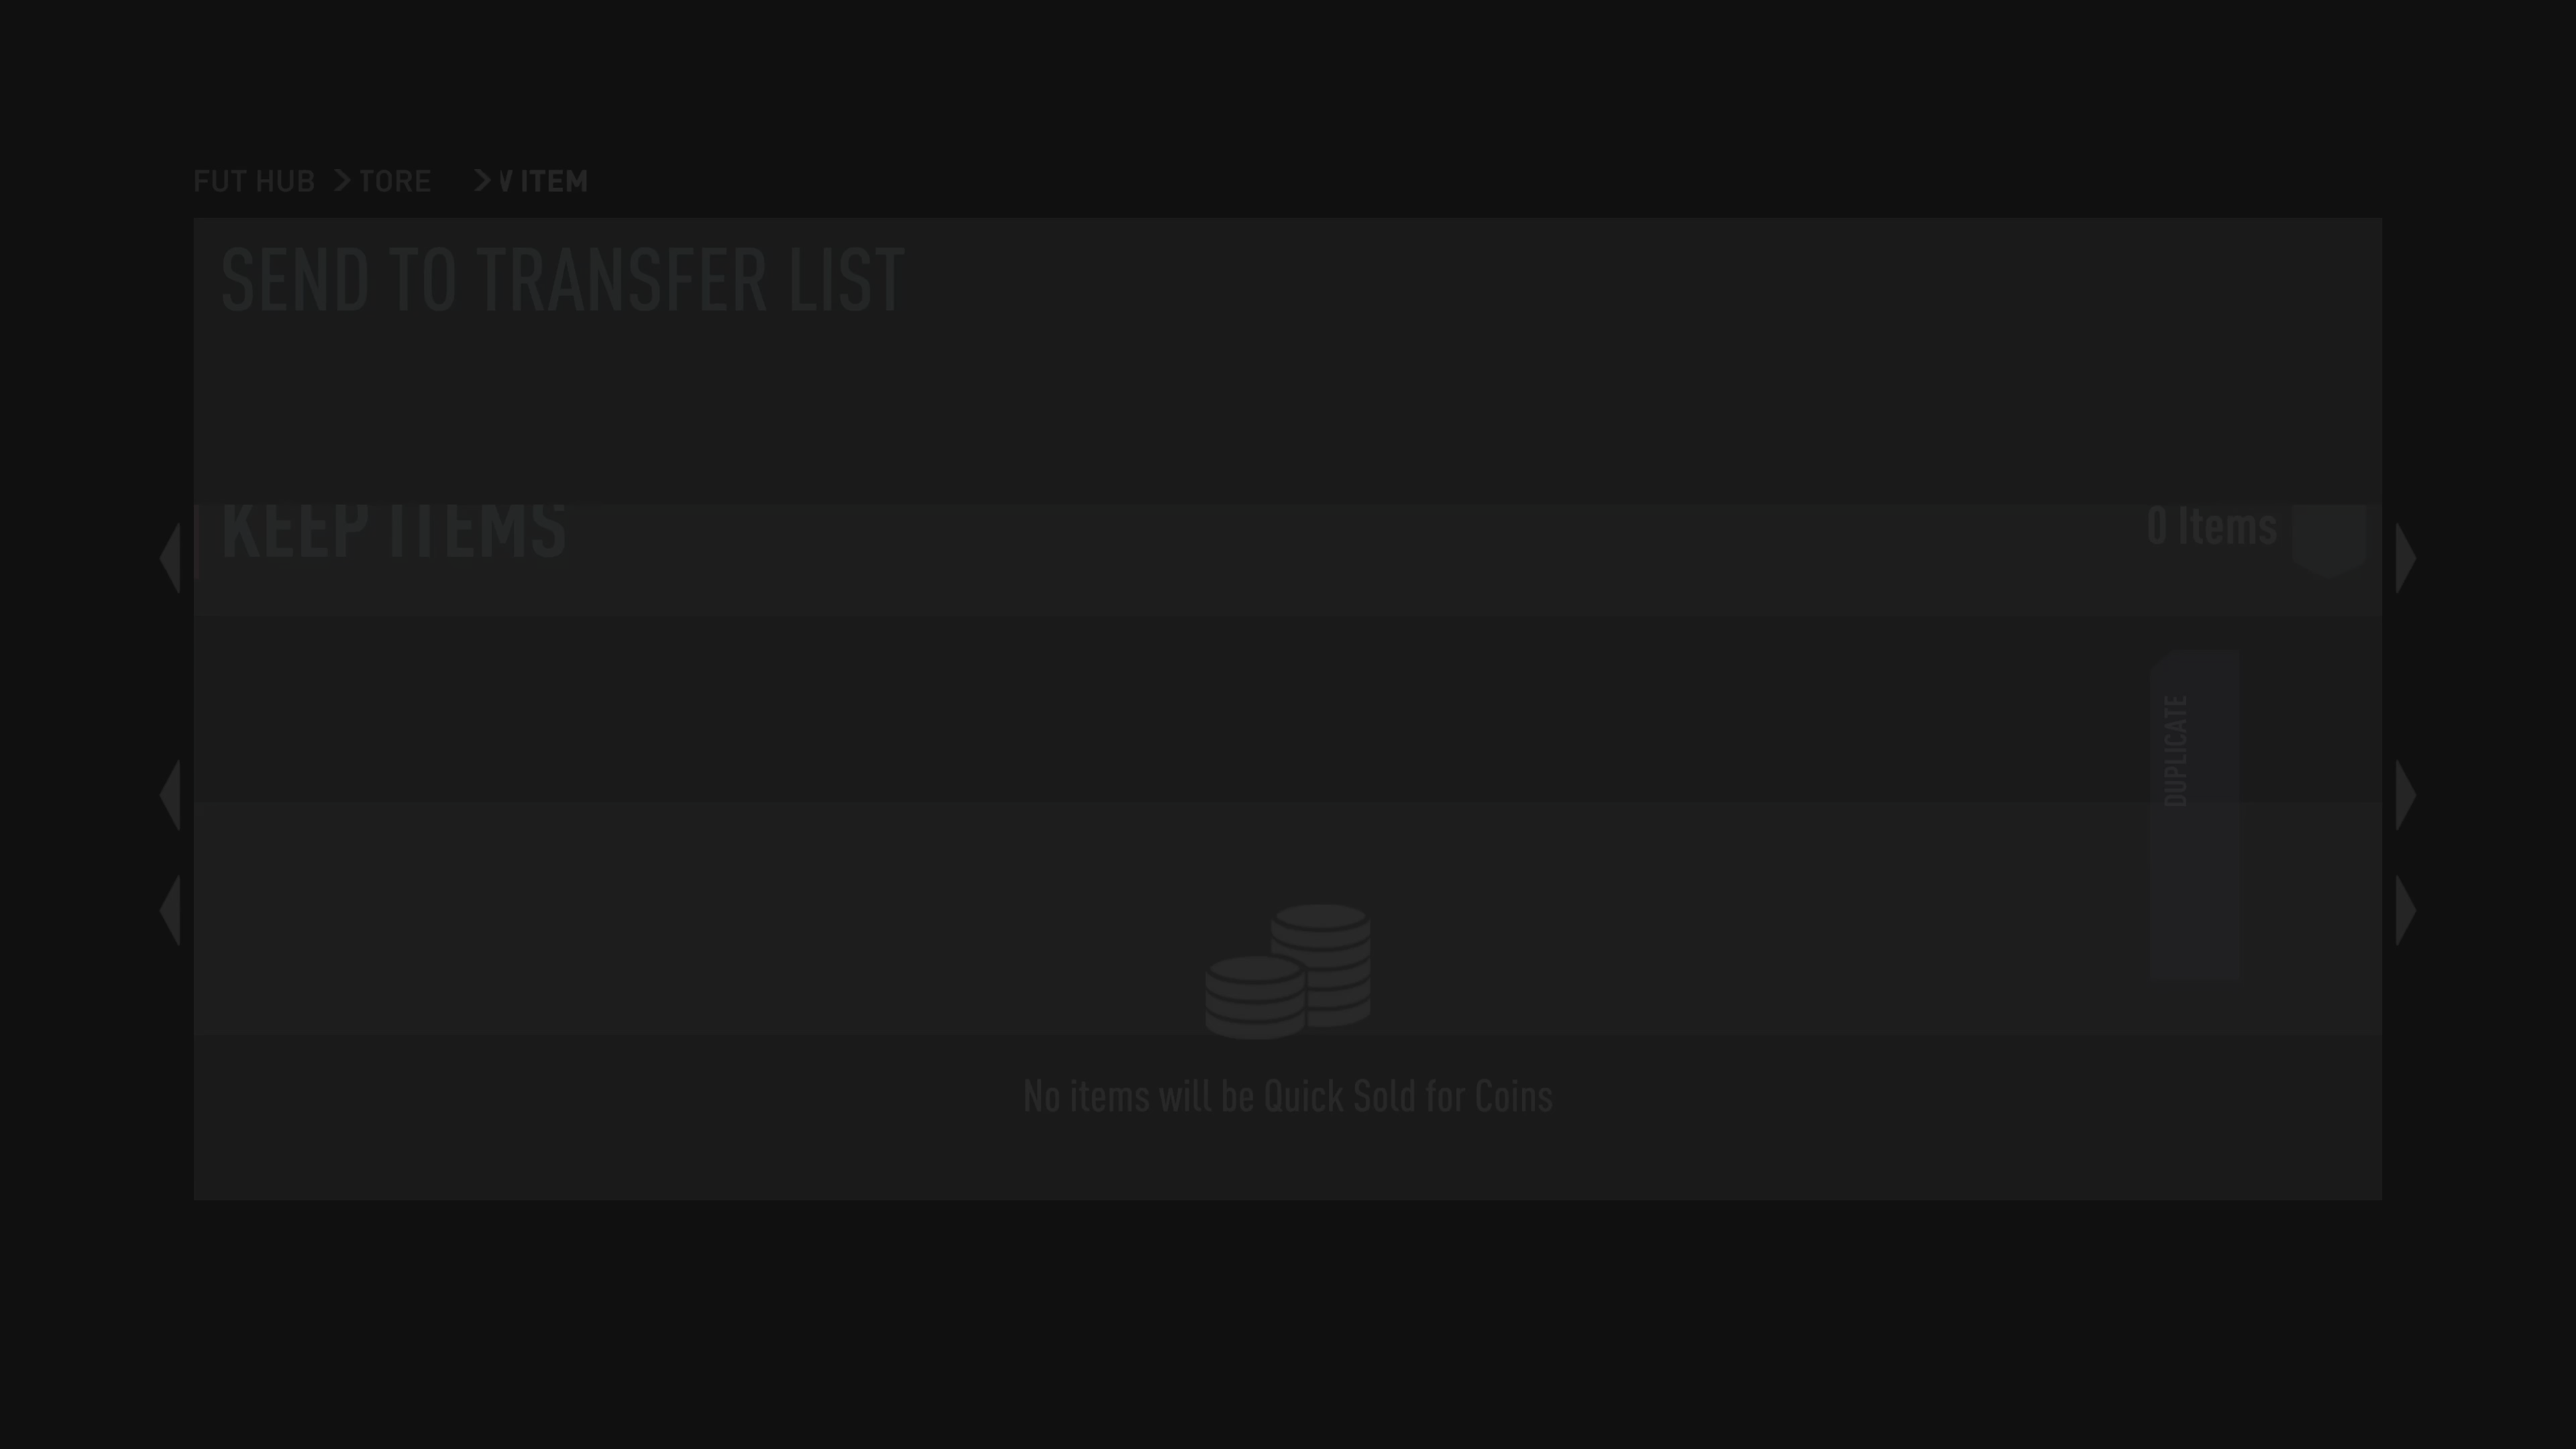 FUT HUB > TORE > V ITEM
SEND TO TRANSFER LIST
KEEP ITEMS
0 Items
DUPLICATE
No items will be Quick Sold for Coins